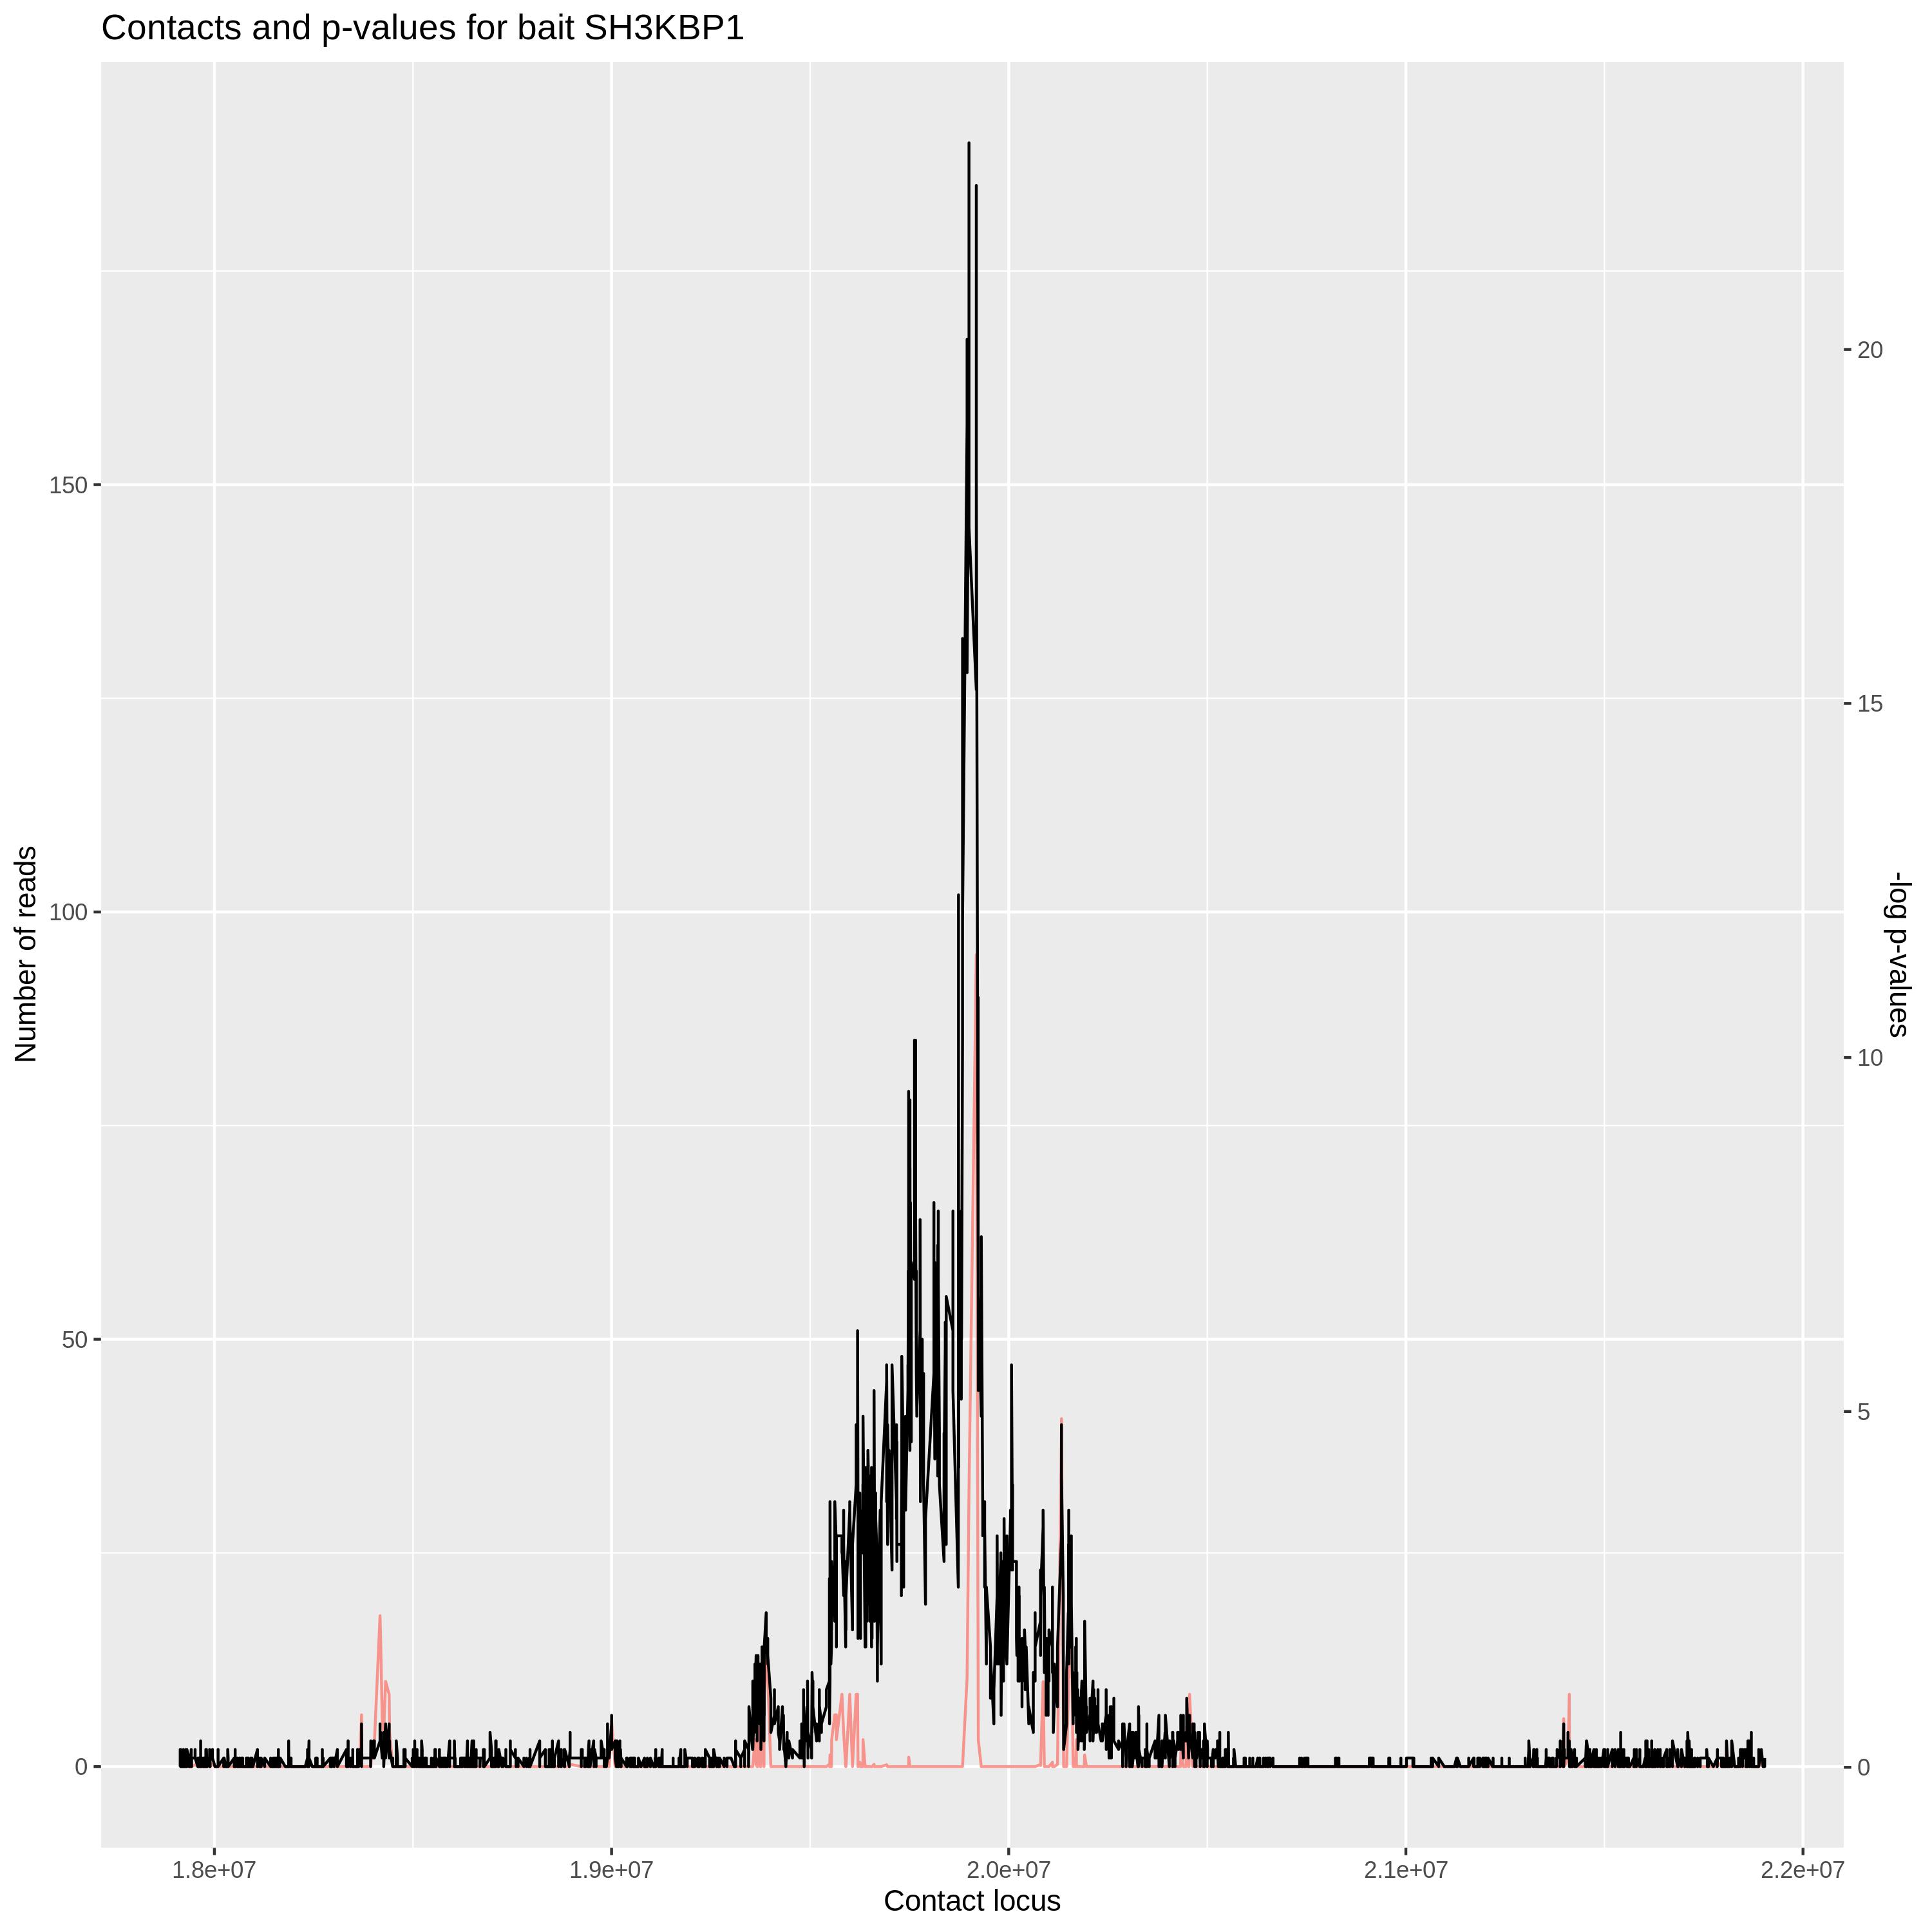 Contacts and p-values for bait SH3KBP1
Number of reads
150
100
50
0
20
15
10
5
0
-log p-values
1.8e+07 1.9e+07 2.0e+07 2.1e+07 2.2e+07
Contact locus